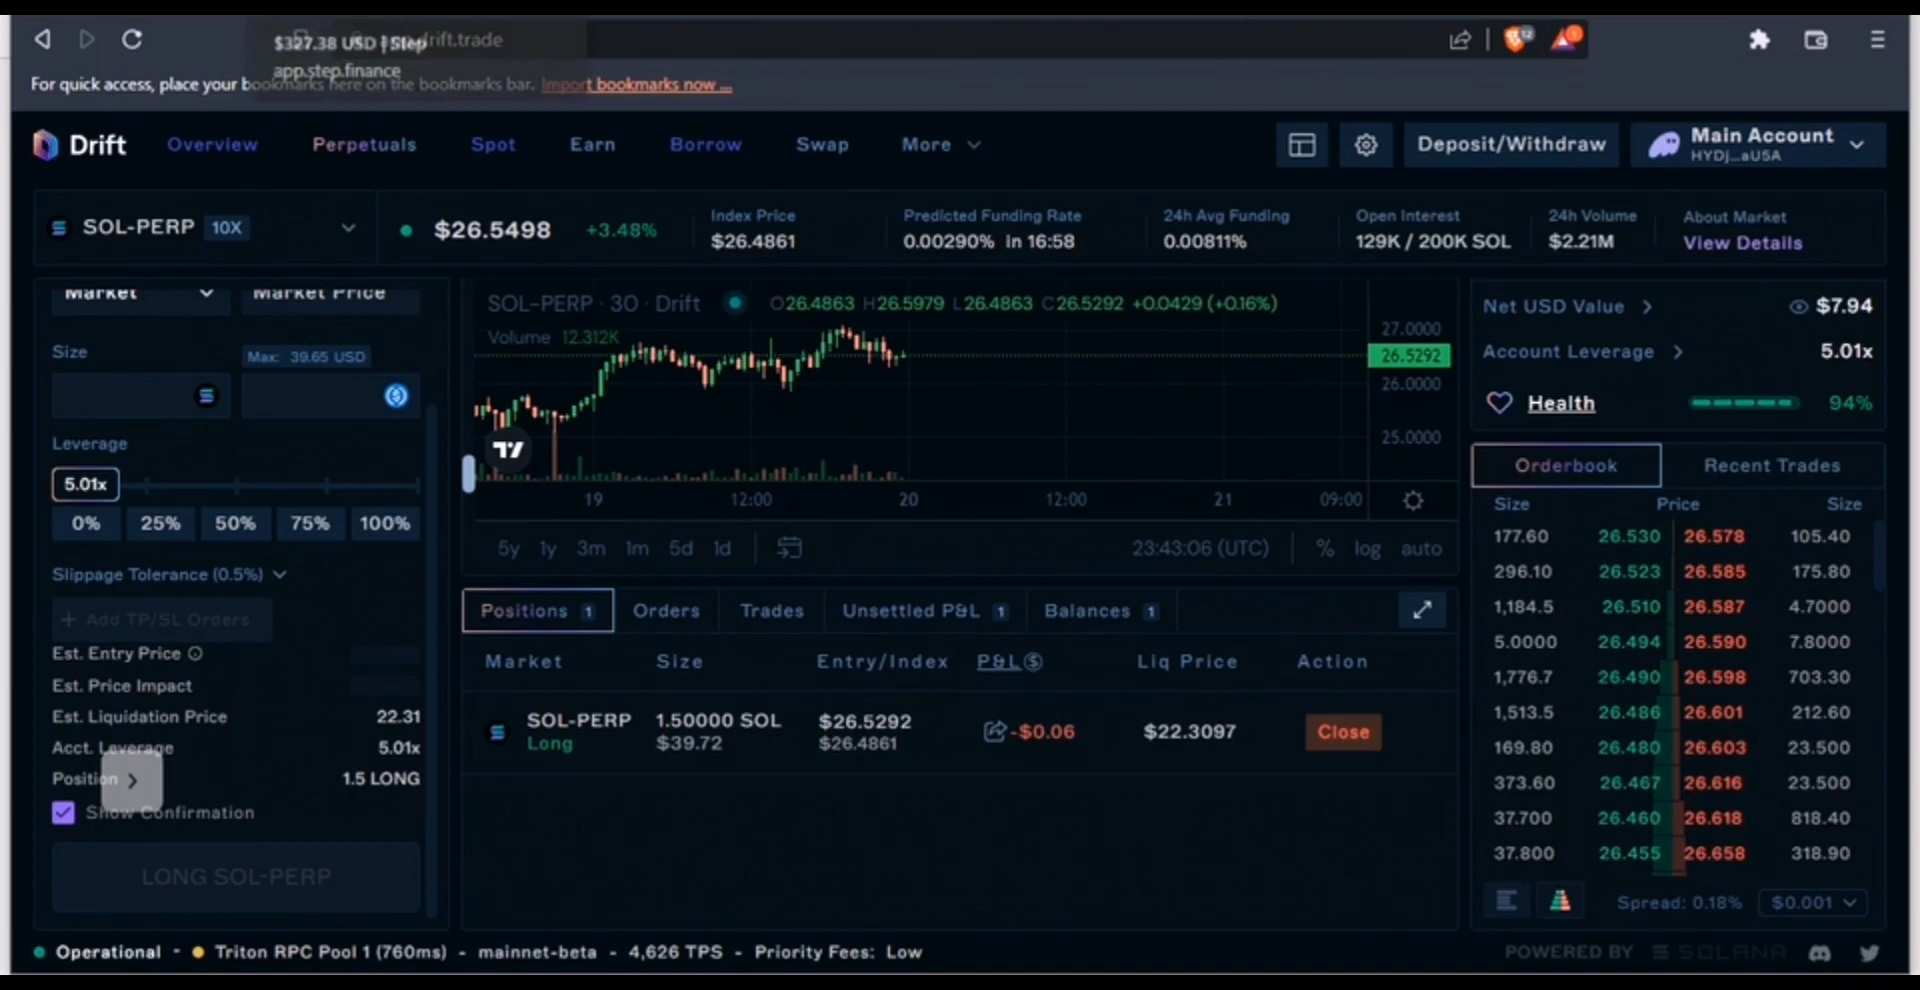 $327.38 USD | Step
drift.trade
app.step.finance
For quick access, place your bookmarks here on the bookmarks bar. Import bookmarks now ...
12
1
Drift
Overview
Perpetuals
Spot
Earn
Borrow
Swap
More
Deposit/Withdraw
Main Account
HYDj...aU5A
SOL-PERP 10X
$26.5498 +3.48%
Index Price
$26.4861
Predicted Funding Rate
0.00290% in 16:58
24h Avg Funding
0.00811%
Open Interest
129K / 200K SOL
24h Volume
$2.21M
About Market
View Details
Market
Market Price
Size
Max: 39.65 USD
Leverage
5.01x
0% 25% 50% 75% 100%
Slippage Tolerance (0.5%)
+ Add TP/SL Orders
Est. Entry Price
Est. Price Impact
Est. Liquidation Price 22.31
Acct. Leverage 5.01x
Position 1.5 LONG
Show Confirmation
LONG SOL-PERP
SOL-PERP · 30 · Drift O26.4863 H26.5979 L26.4863 C26.5292 +0.0429 (+0.16%)
Volume 12.312K
27.0000
26.5292
26.0000
25.0000
19 12:00 20 12:00 21 09:00
5y 1y 3m 1m 5d 1d
23:43:06 (UTC) % log auto
Positions 1
Orders
Trades
Unsettled P&L 1
Balances 1
Market Size Entry/Index P&L($) Liq Price Action
SOL-PERP 1.50000 SOL $26.5292 -$0.06 $22.3097 Close
Long $39.72 $26.4861
Net USD Value $7.94
Account Leverage 5.01x
Health 94%
Orderbook Recent Trades
Size Price Size
177.60 26.530 26.578 105.40
296.10 26.523 26.585 175.80
1,184.5 26.510 26.587 4.7000
5.0000 26.494 26.590 7.8000
1,776.7 26.490 26.598 703.30
1,513.5 26.486 26.601 212.60
169.80 26.480 26.603 23.500
373.60 26.467 26.616 23.500
37.700 26.460 26.618 818.40
37.800 26.455 26.658 318.90
Spread: 0.18% $0.001
Operational - Triton RPC Pool 1 (760ms) - mainnet-beta - 4,626 TPS - Priority Fees: Low
POWERED BY SOLANA